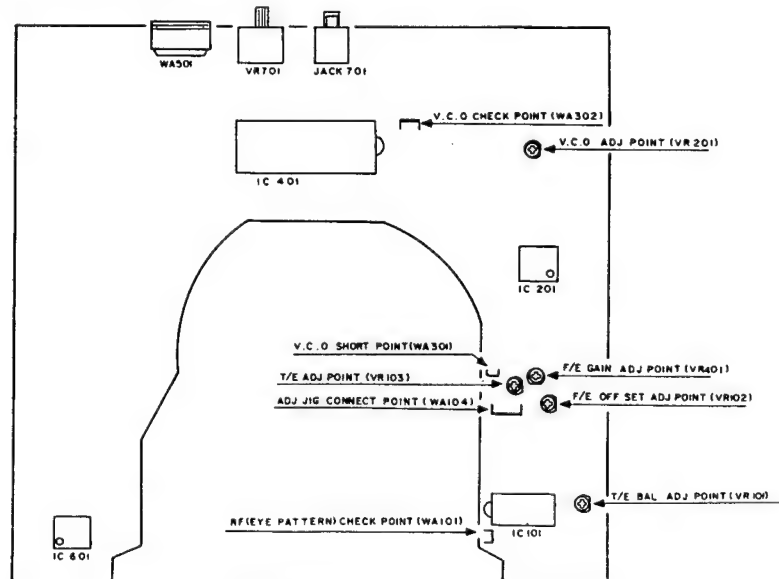 WA501
VR701
JACK 701
V.C.O CHECK POINT (WA302)
V.C.O ADJ POINT (VR201)
IC 401
IC 201
V.C.O SHORT POINT (WA301)
F/E GAIN ADJ POINT (VR401)
T/E ADJ POINT (VR103)
ADJ JIG CONNECT POINT (WA104)
F/E OFF SET ADJ POINT (VR102)
T/E BAL ADJ POINT (VR101)
RF(EYE PATTERN) CHECK POINT (WA101)
IC101
IC 601